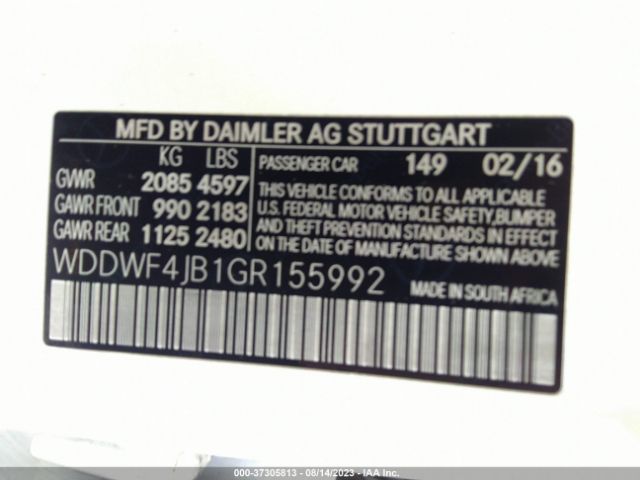 MFD BY DAIMLER AG STUTTGART
KG LBS
GVWR 2085 4597
GAWR FRONT 990 2183
GAWR REAR 1125 2480
PASSENGER CAR 149 02/16
THIS VEHICLE CONFORMS TO ALL APPLICABLE
U.S. FEDERAL MOTOR VEHICLE SAFETY, BUMPER
AND THEFT PREVENTION STANDARDS IN EFFECT
ON THE DATE OF MANUFACTURE SHOWN ABOVE.
WDDWF4JB1GR155992
MADE IN SOUTH AFRICA
000-37305813 - 08/14/2023 - IAA Inc.